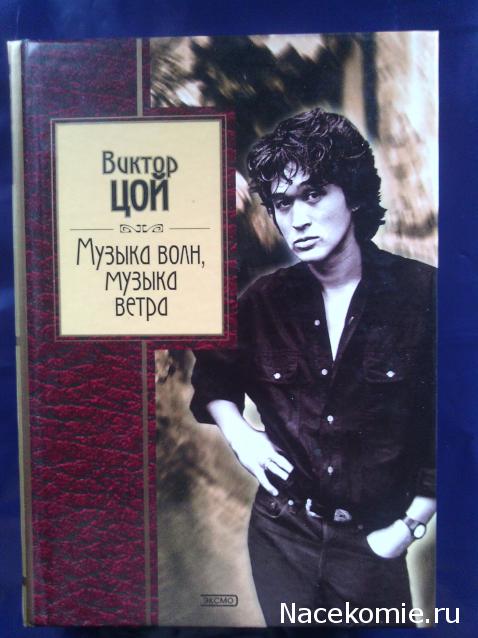 Виктор
ЦОЙ
Музыка волн,
музыка
ветра
ЭКСМО
Nacekomie.ru